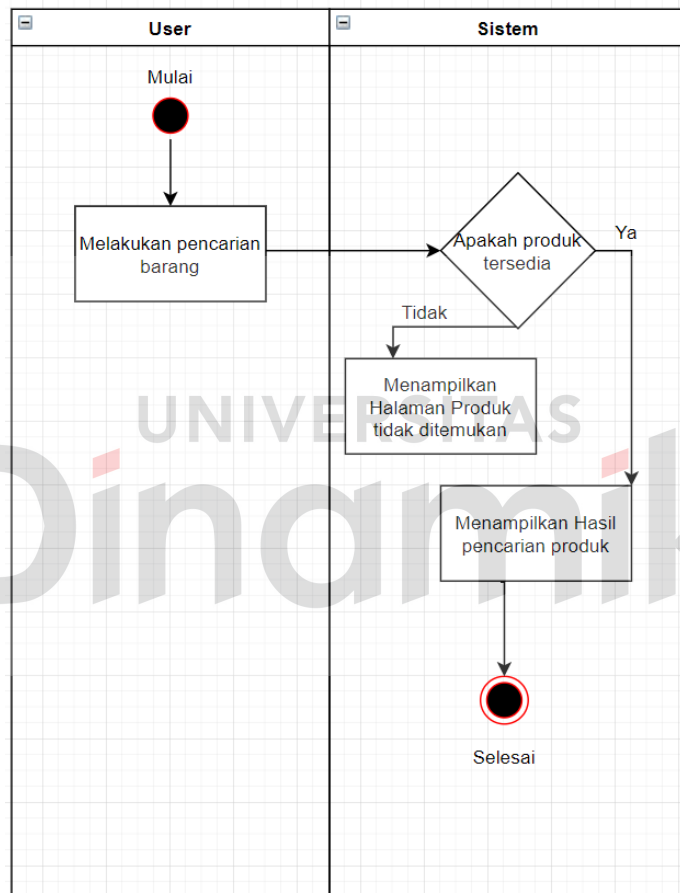 User
Sistem
Mulai
Melakukan pencarian
barang
Apakah produk
tersedia
Ya
Tidak
Menampilkan
Halaman Produk
tidak ditemukan
UNIVERSITAS
Dinamik
Menampilkan Hasil
pencarian produk
Selesai